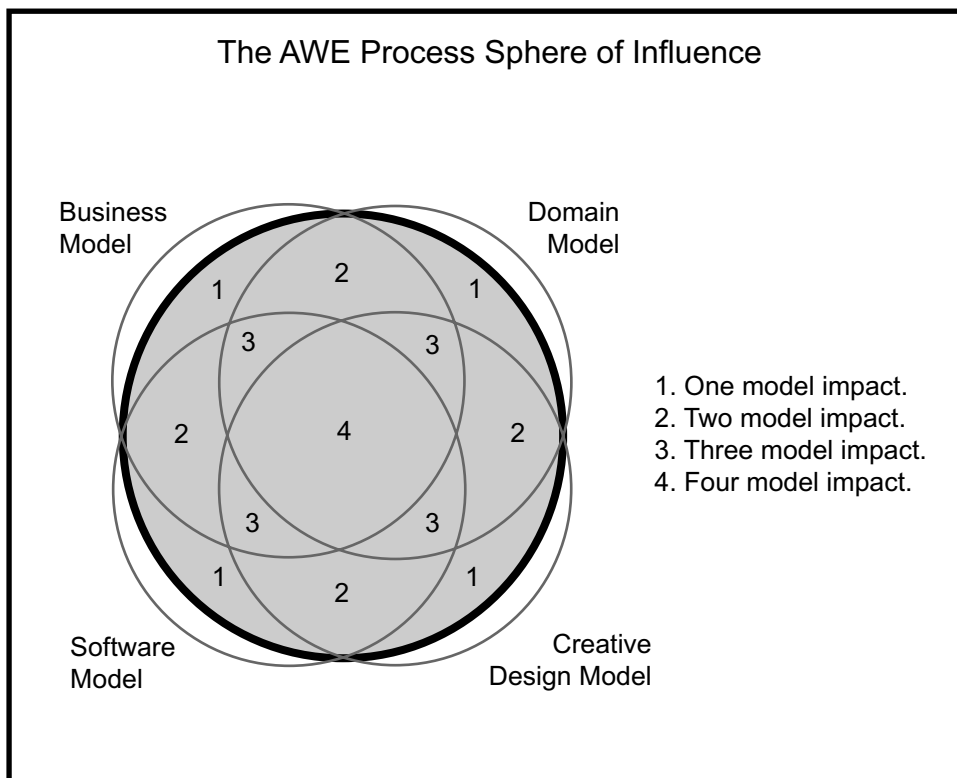 The AWE Process Sphere of Influence
Business
Model
Domain
Model
1
2
1
3
3
2
4
2
3
3
1
2
1
1. One model impact.
2. Two model impact.
3. Three model impact.
4. Four model impact.
Software
Model
Creative
Design Model